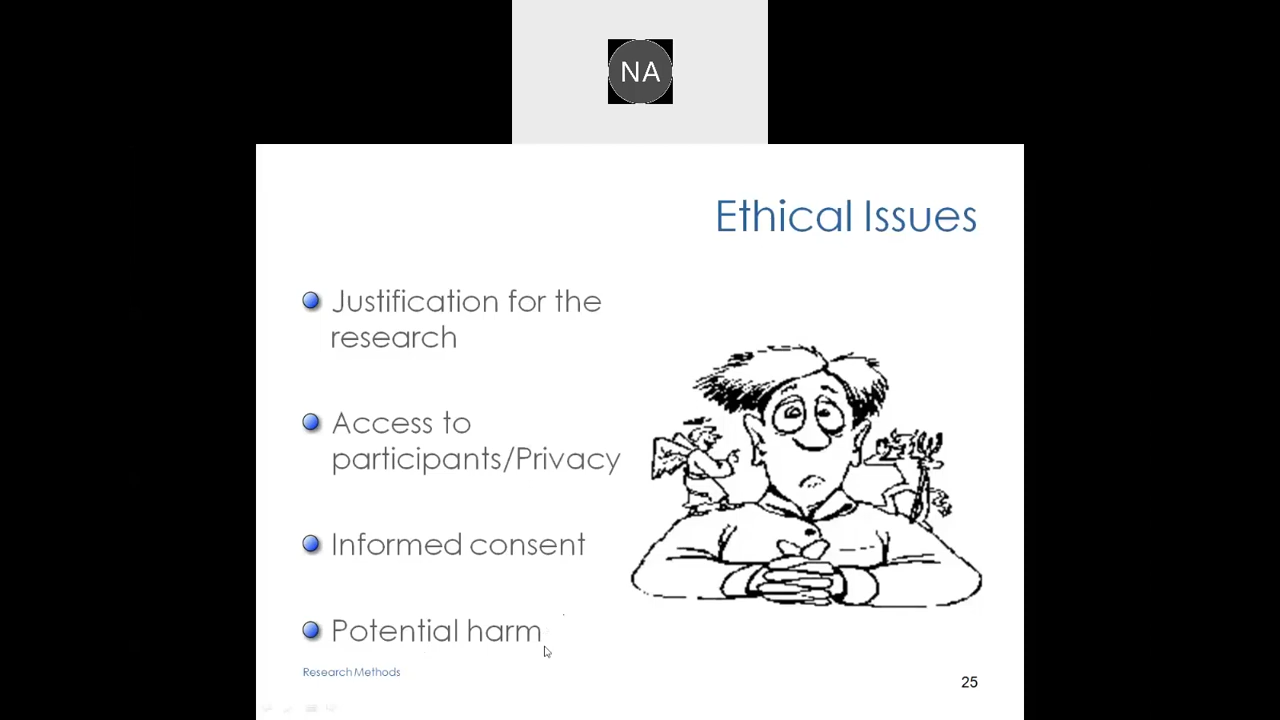 NA
Ethical Issues
Justification for the
research
Access to
participants/Privacy
Informed consent
Potential harm
Research Methods
25